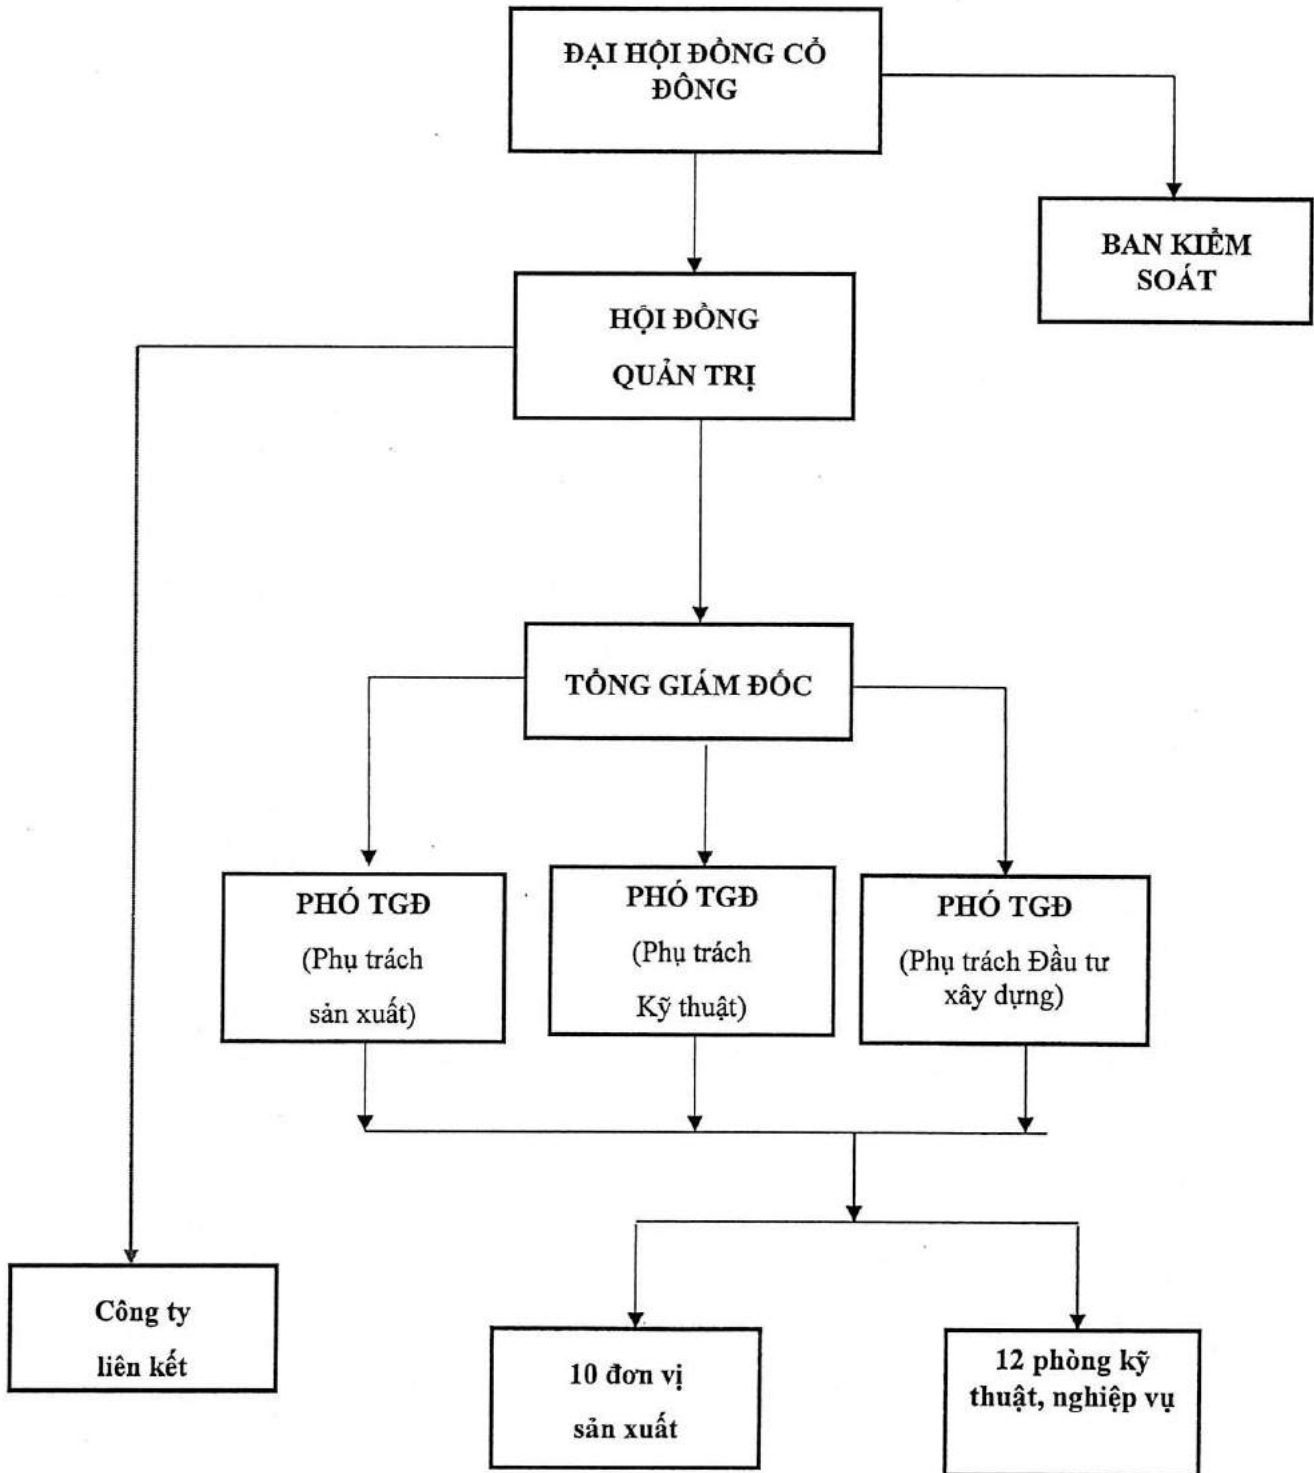 ĐẠI HỘI ĐỒNG CỔ
ĐÔNG
BAN KIỂM
SOÁT
HỘI ĐỒNG
QUẢN TRỊ
TỔNG GIÁM ĐỐC
PHÓ TGĐ
(Phụ trách
sản xuất)
PHÓ TGĐ
(Phụ trách
Kỹ thuật)
PHÓ TGĐ
(Phụ trách Đầu tư
xây dựng)
Công ty
liên kết
10 đơn vị
sản xuất
12 phòng kỹ
thuật, nghiệp vụ